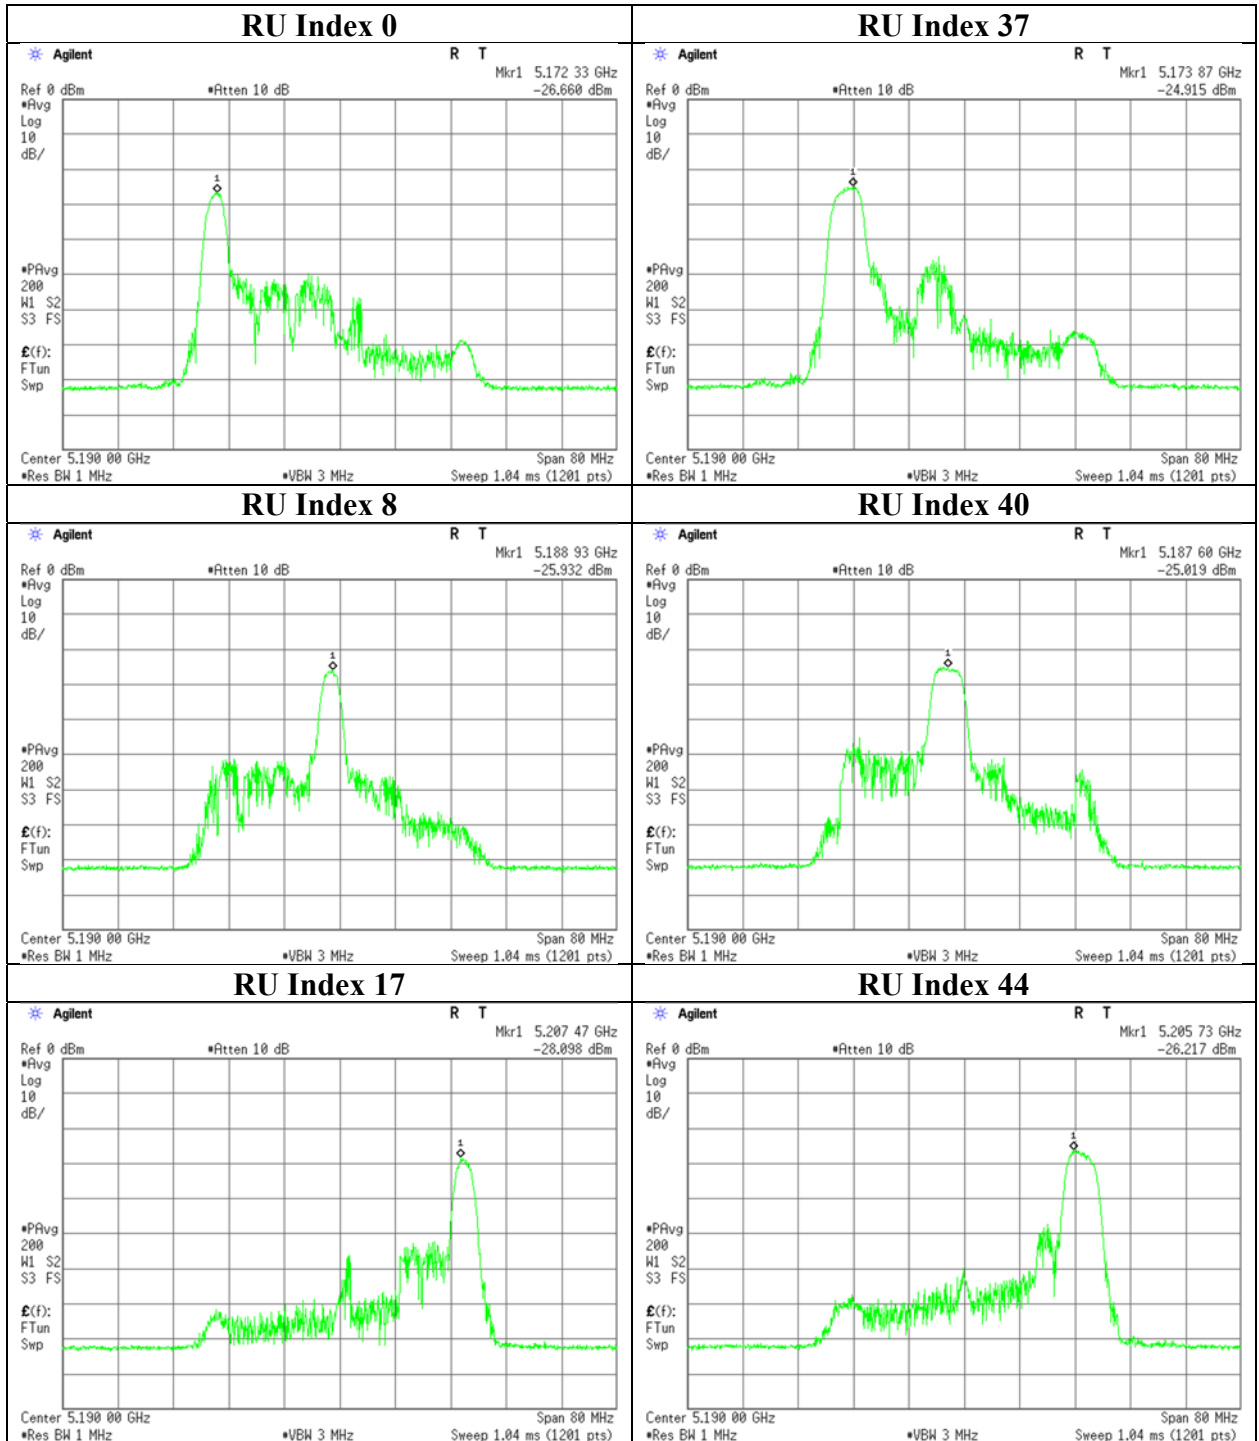 RU Index 0
Agilent
R T
Mkr1 5.172 33 GHz
Ref 0 dBm
*Atten 10 dB
-26.660 dBm
*Avg
Log
10
dB/
1
*PAvg
200
W1 S2
S3 FS
£(f):
FTun
Swp
Center 5.190 00 GHz
Span 80 MHz
*Res BW 1 MHz
*VBW 3 MHz
Sweep 1.04 ms (1201 pts)
RU Index 37
Agilent
R T
Mkr1 5.173 87 GHz
Ref 0 dBm
*Atten 10 dB
-24.915 dBm
*Avg
Log
10
dB/
1
*PAvg
200
W1 S2
S3 FS
£(f):
FTun
Swp
Center 5.190 00 GHz
Span 80 MHz
*Res BW 1 MHz
*VBW 3 MHz
Sweep 1.04 ms (1201 pts)
RU Index 8
Agilent
R T
Mkr1 5.188 93 GHz
Ref 0 dBm
*Atten 10 dB
-25.932 dBm
*Avg
Log
10
dB/
1
*PAvg
200
W1 S2
S3 FS
£(f):
FTun
Swp
Center 5.190 00 GHz
Span 80 MHz
*Res BW 1 MHz
*VBW 3 MHz
Sweep 1.04 ms (1201 pts)
RU Index 40
Agilent
R T
Mkr1 5.187 60 GHz
Ref 0 dBm
*Atten 10 dB
-25.019 dBm
*Avg
Log
10
dB/
1
*PAvg
200
W1 S2
S3 FS
£(f):
FTun
Swp
Center 5.190 00 GHz
Span 80 MHz
*Res BW 1 MHz
*VBW 3 MHz
Sweep 1.04 ms (1201 pts)
RU Index 17
Agilent
R T
Mkr1 5.207 47 GHz
Ref 0 dBm
*Atten 10 dB
-28.098 dBm
*Avg
Log
10
dB/
1
*PAvg
200
W1 S2
S3 FS
£(f):
FTun
Swp
Center 5.190 00 GHz
Span 80 MHz
*Res BW 1 MHz
*VBW 3 MHz
Sweep 1.04 ms (1201 pts)
RU Index 44
Agilent
R T
Mkr1 5.205 73 GHz
Ref 0 dBm
*Atten 10 dB
-26.217 dBm
*Avg
Log
10
dB/
1
*PAvg
200
W1 S2
S3 FS
£(f):
FTun
Swp
Center 5.190 00 GHz
Span 80 MHz
*Res BW 1 MHz
*VBW 3 MHz
Sweep 1.04 ms (1201 pts)